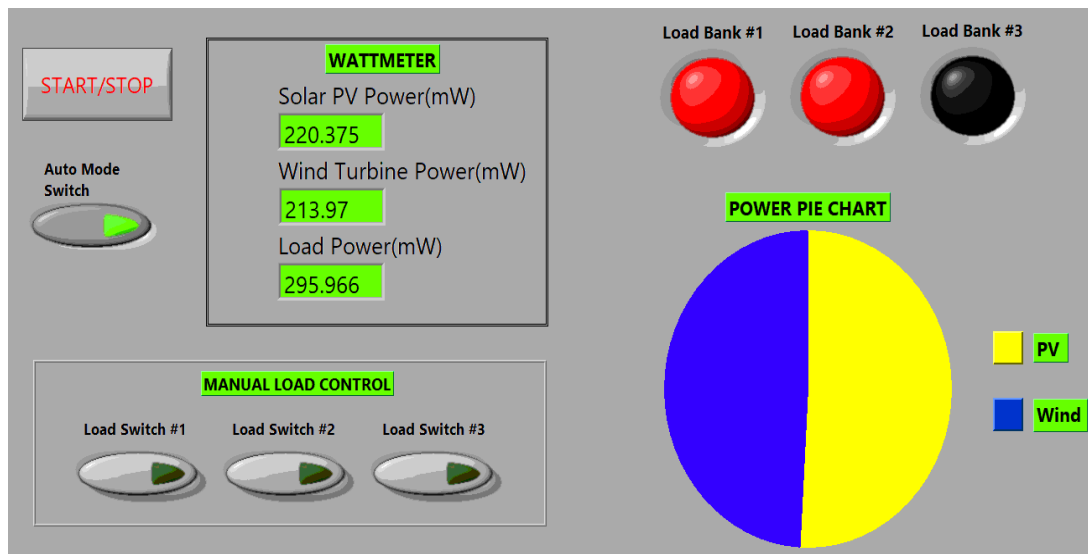 START/STOP
Auto Mode
Switch
WATTMETER
Solar PV Power(mW)
220.375
Wind Turbine Power(mW)
213.97
Load Power(mW)
295.966
MANUAL LOAD CONTROL
Load Switch #1
Load Switch #2
Load Switch #3
Load Bank #1
Load Bank #2
Load Bank #3
POWER PIE CHART
PV
Wind